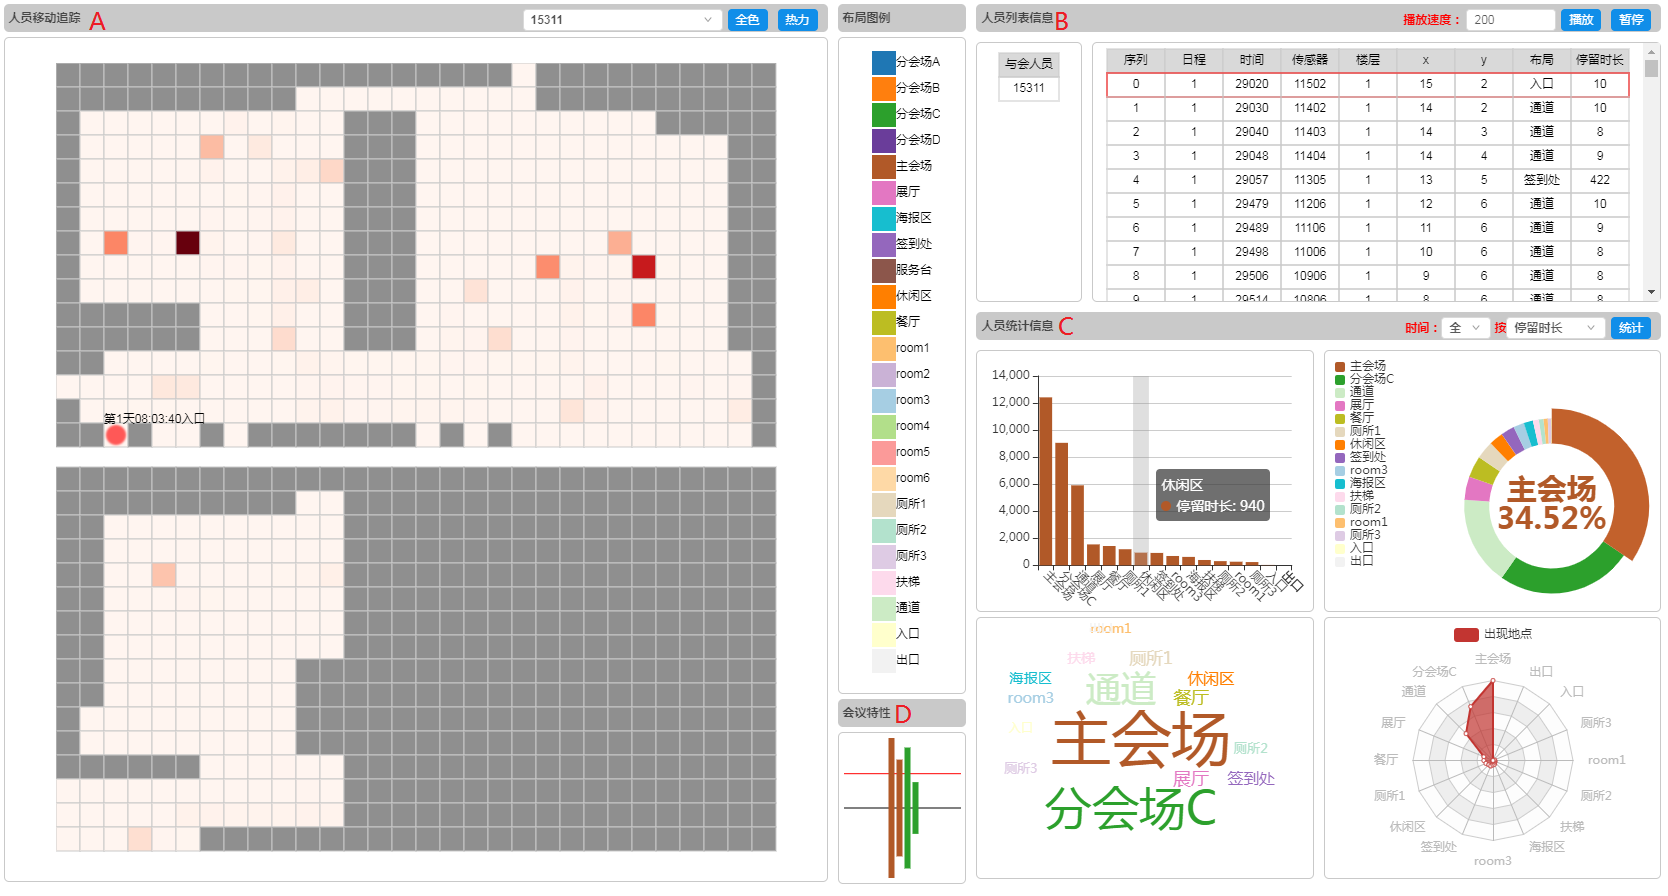 人员移动追踪 A 15311 全色 热力
第1天08:03:40入口
布局图例
分会场A
分会场B
分会场C
分会场D
主会场
展厅
海报区
签到处
服务台
休闲区
餐厅
room1
room2
room3
room4
room5
room6
厕所1
厕所2
厕所3
扶梯
通道
入口
出口
会议特性 D
人员列表信息 B 播放速度： 200 播放 暂停
与会人员
15311
序列 日程 时间 传感器 楼层 x y 布局 停留时长
0 1 29020 11502 1 15 2 入口 10
1 1 29030 11402 1 14 2 通道 10
2 1 29040 11403 1 14 3 通道 8
3 1 29048 11404 1 14 4 通道 9
4 1 29057 11305 1 13 5 签到处 422
5 1 29479 11206 1 12 6 通道 10
6 1 29489 11106 1 11 6 通道 9
7 1 29498 11006 1 10 6 通道 8
8 1 29506 10906 1 9 6 通道 8
9 1 29514 10806 1 8 6 通道 8
人员统计信息 C 时间： 全 按 停留时长 统计
14,000
12,000
10,000
8,000
6,000
4,000
2,000
0
休闲区
停留时长: 940
主会场
分会场C
通道
展厅
餐厅
厕所1
休闲区
签到处
room3
海报区
扶梯
厕所2
room1
厕所3
入口
出口
主会场
分会场C
通道
展厅
餐厅
厕所1
休闲区
签到处
room3
海报区
扶梯
厕所2
room1
厕所3
入口
出口
主会场
34.52%
room1
扶梯 厕所1
海报区 通道 休闲区
room3 餐厅
主会场
厕所2
厕所3 展厅 签到处
分会场C
出现地点
主会场
分会场C 出口
通道 入口
展厅 厕所3
餐厅 room1
厕所1 厕所2
休闲区 扶梯
签到处 海报区
room3